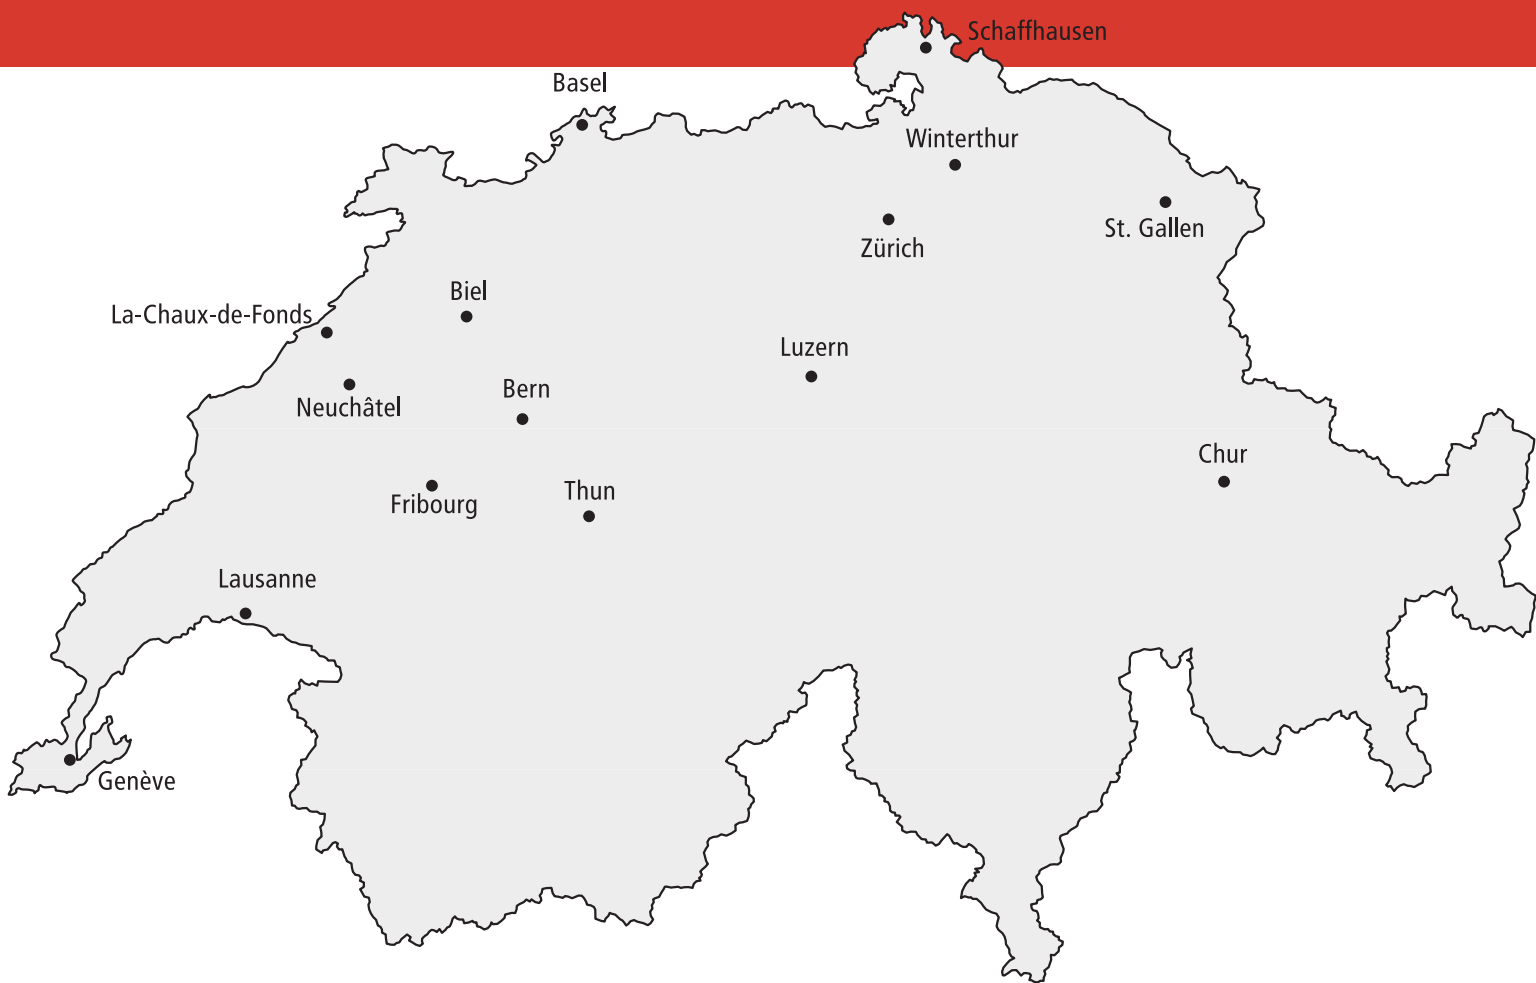 Schaffhausen
Basel
Winterthur
St. Gallen
Zürich
Biel
La-Chaux-de-Fonds
Luzern
Bern
Neuchâtel
Chur
Thun
Fribourg
Lausanne
Genève